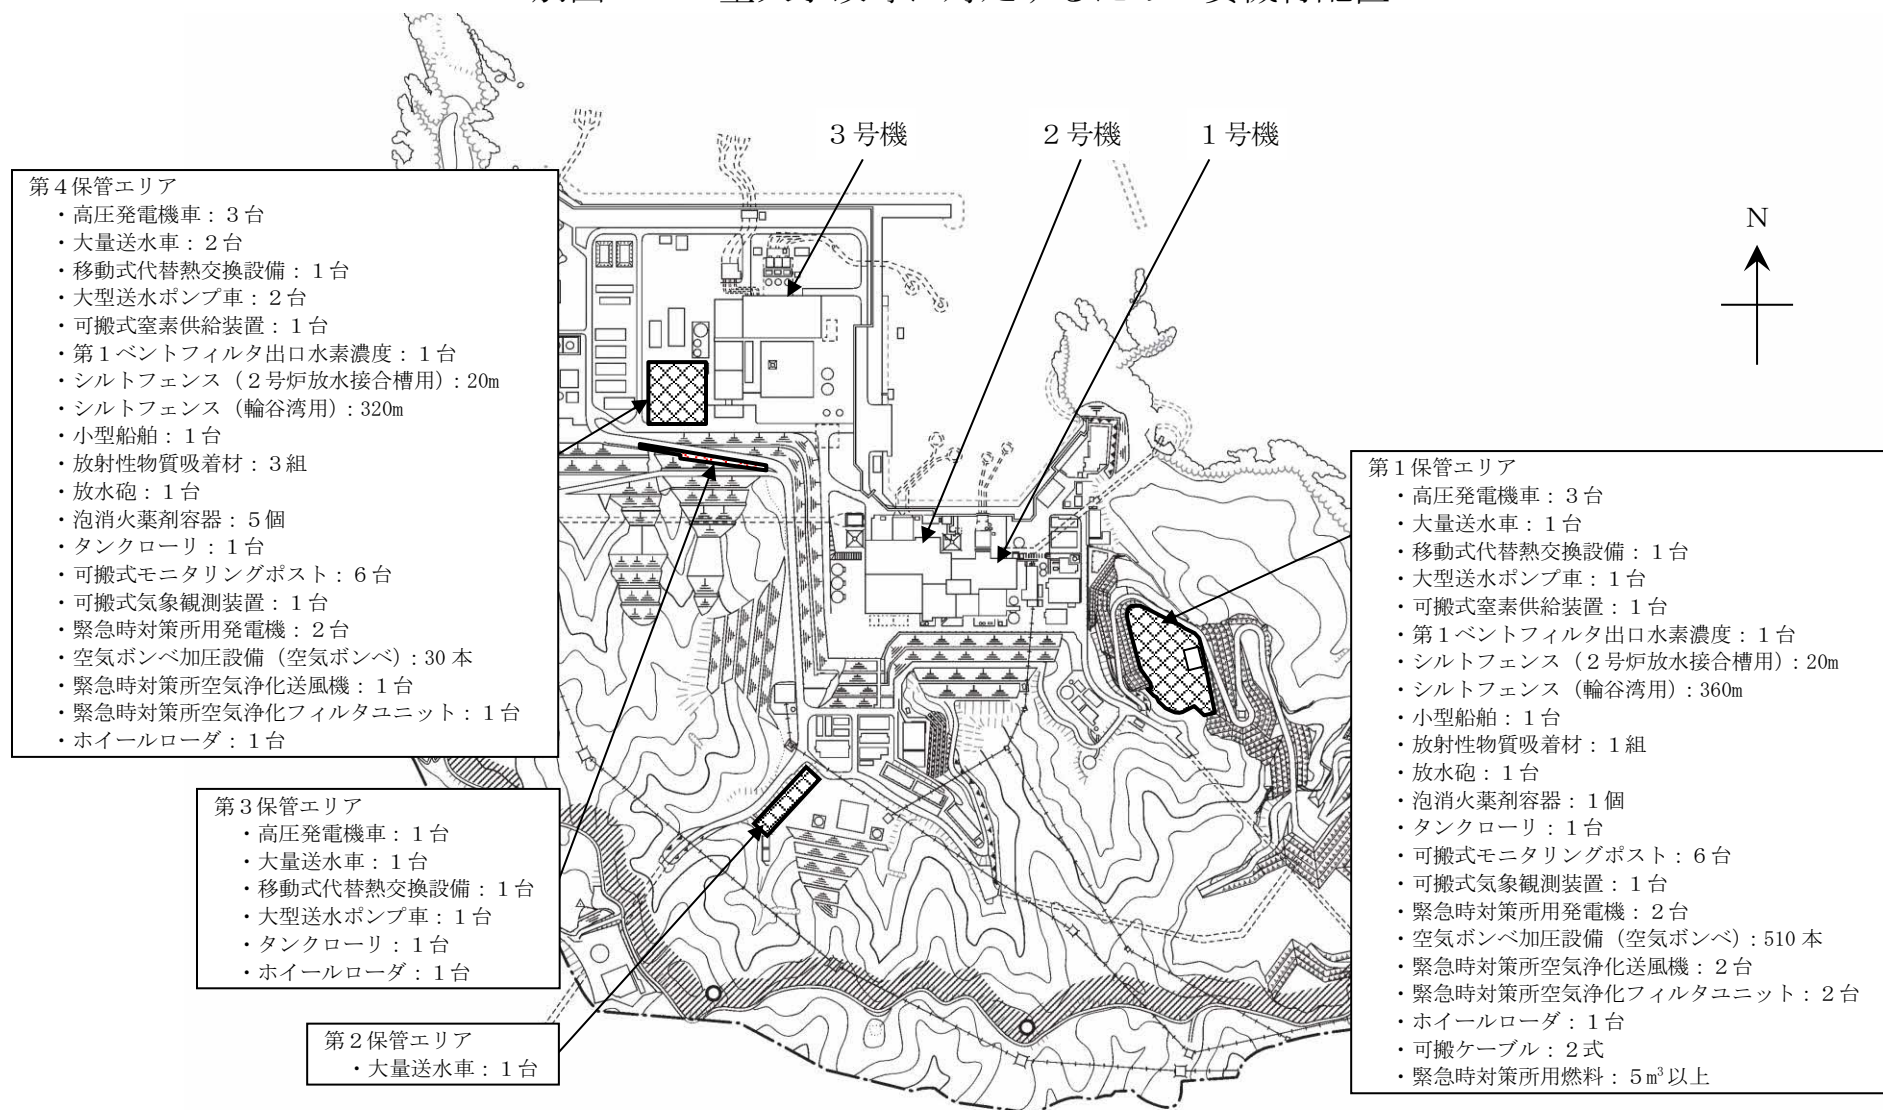 3号機
2号機
1号機
N
第4保管エリア
・高圧発電機車：3台
・大量送水車：2台
・移動式代替熱交換設備：1台
・大型送水ポンプ車：2台
・可搬式窒素供給装置：1台
・第1ベントフィルタ出口水素濃度：1台
・シルトフェンス（2号炉放水接合槽用）：20m
・シルトフェンス（輪谷湾用）：320m
・小型船舶：1台
・放射性物質吸着材：3組
・放水砲：1台
・泡消火薬剤容器：5個
・タンクローリ：1台
・可搬式モニタリングポスト：6台
・可搬式気象観測装置：1台
・緊急時対策所用発電機：2台
・空気ボンベ加圧設備（空気ボンベ）：30本
・緊急時対策所空気浄化送風機：1台
・緊急時対策所空気浄化フィルタユニット：1台
・ホイールローダ：1台
第3保管エリア
・高圧発電機車：1台
・大量送水車：1台
・移動式代替熱交換設備：1台
・大型送水ポンプ車：1台
・タンクローリ：1台
・ホイールローダ：1台
第2保管エリア
・大量送水車：1台
第1保管エリア
・高圧発電機車：3台
・大量送水車：1台
・移動式代替熱交換設備：1台
・大型送水ポンプ車：1台
・可搬式窒素供給装置：1台
・第1ベントフィルタ出口水素濃度：1台
・シルトフェンス（2号炉放水接合槽用）：20m
・シルトフェンス（輪谷湾用）：360m
・小型船舶：1台
・放射性物質吸着材：1組
・放水砲：1台
・泡消火薬剤容器：1個
・タンクローリ：1台
・可搬式モニタリングポスト：6台
・可搬式気象観測装置：1台
・緊急時対策所用発電機：2台
・空気ボンベ加圧設備（空気ボンベ）：510本
・緊急時対策所空気浄化送風機：2台
・緊急時対策所空気浄化フィルタユニット：2台
・ホイールローダ：1台
・可搬ケーブル：2式
・緊急時対策所用燃料：5m³以上